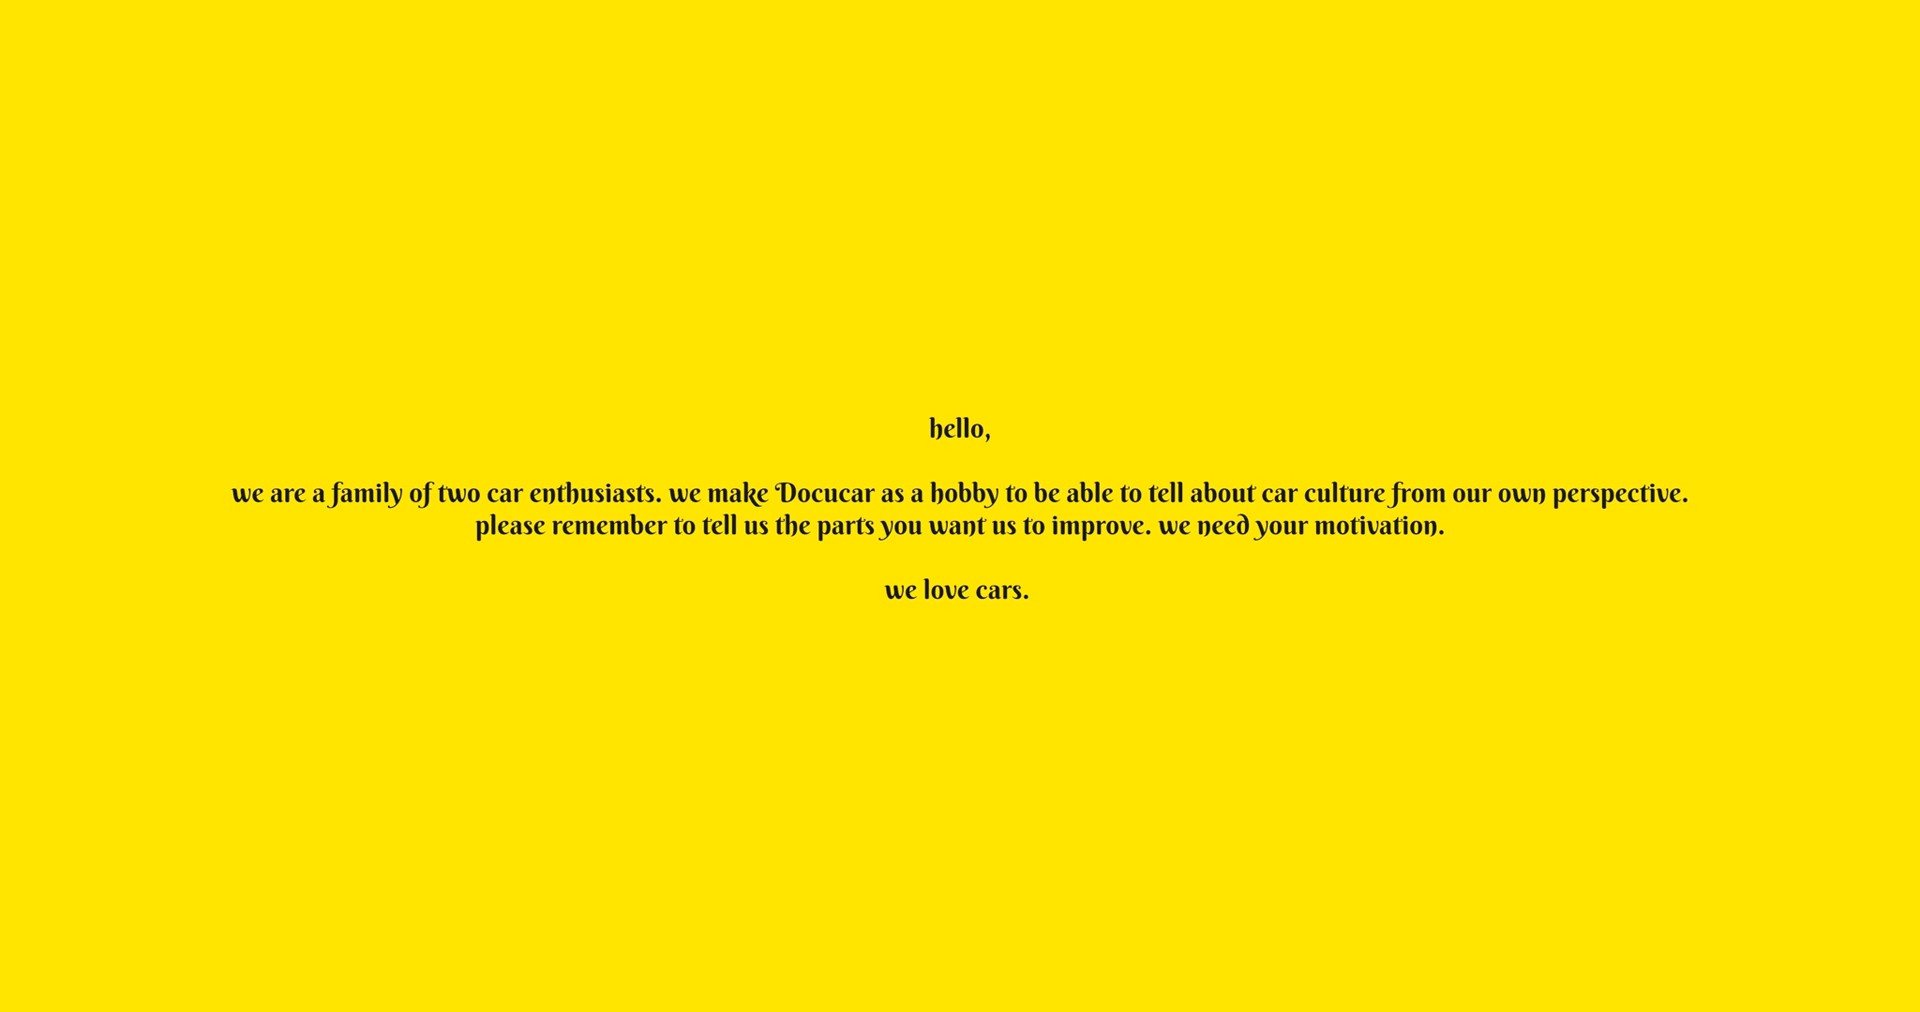 hello,
we are a family of two car enthusiasts. we make Docucar as a hobby to be able to tell about car culture from our own perspective.
please remember to tell us the parts you want us to improve. we need your motivation.
we love cars.